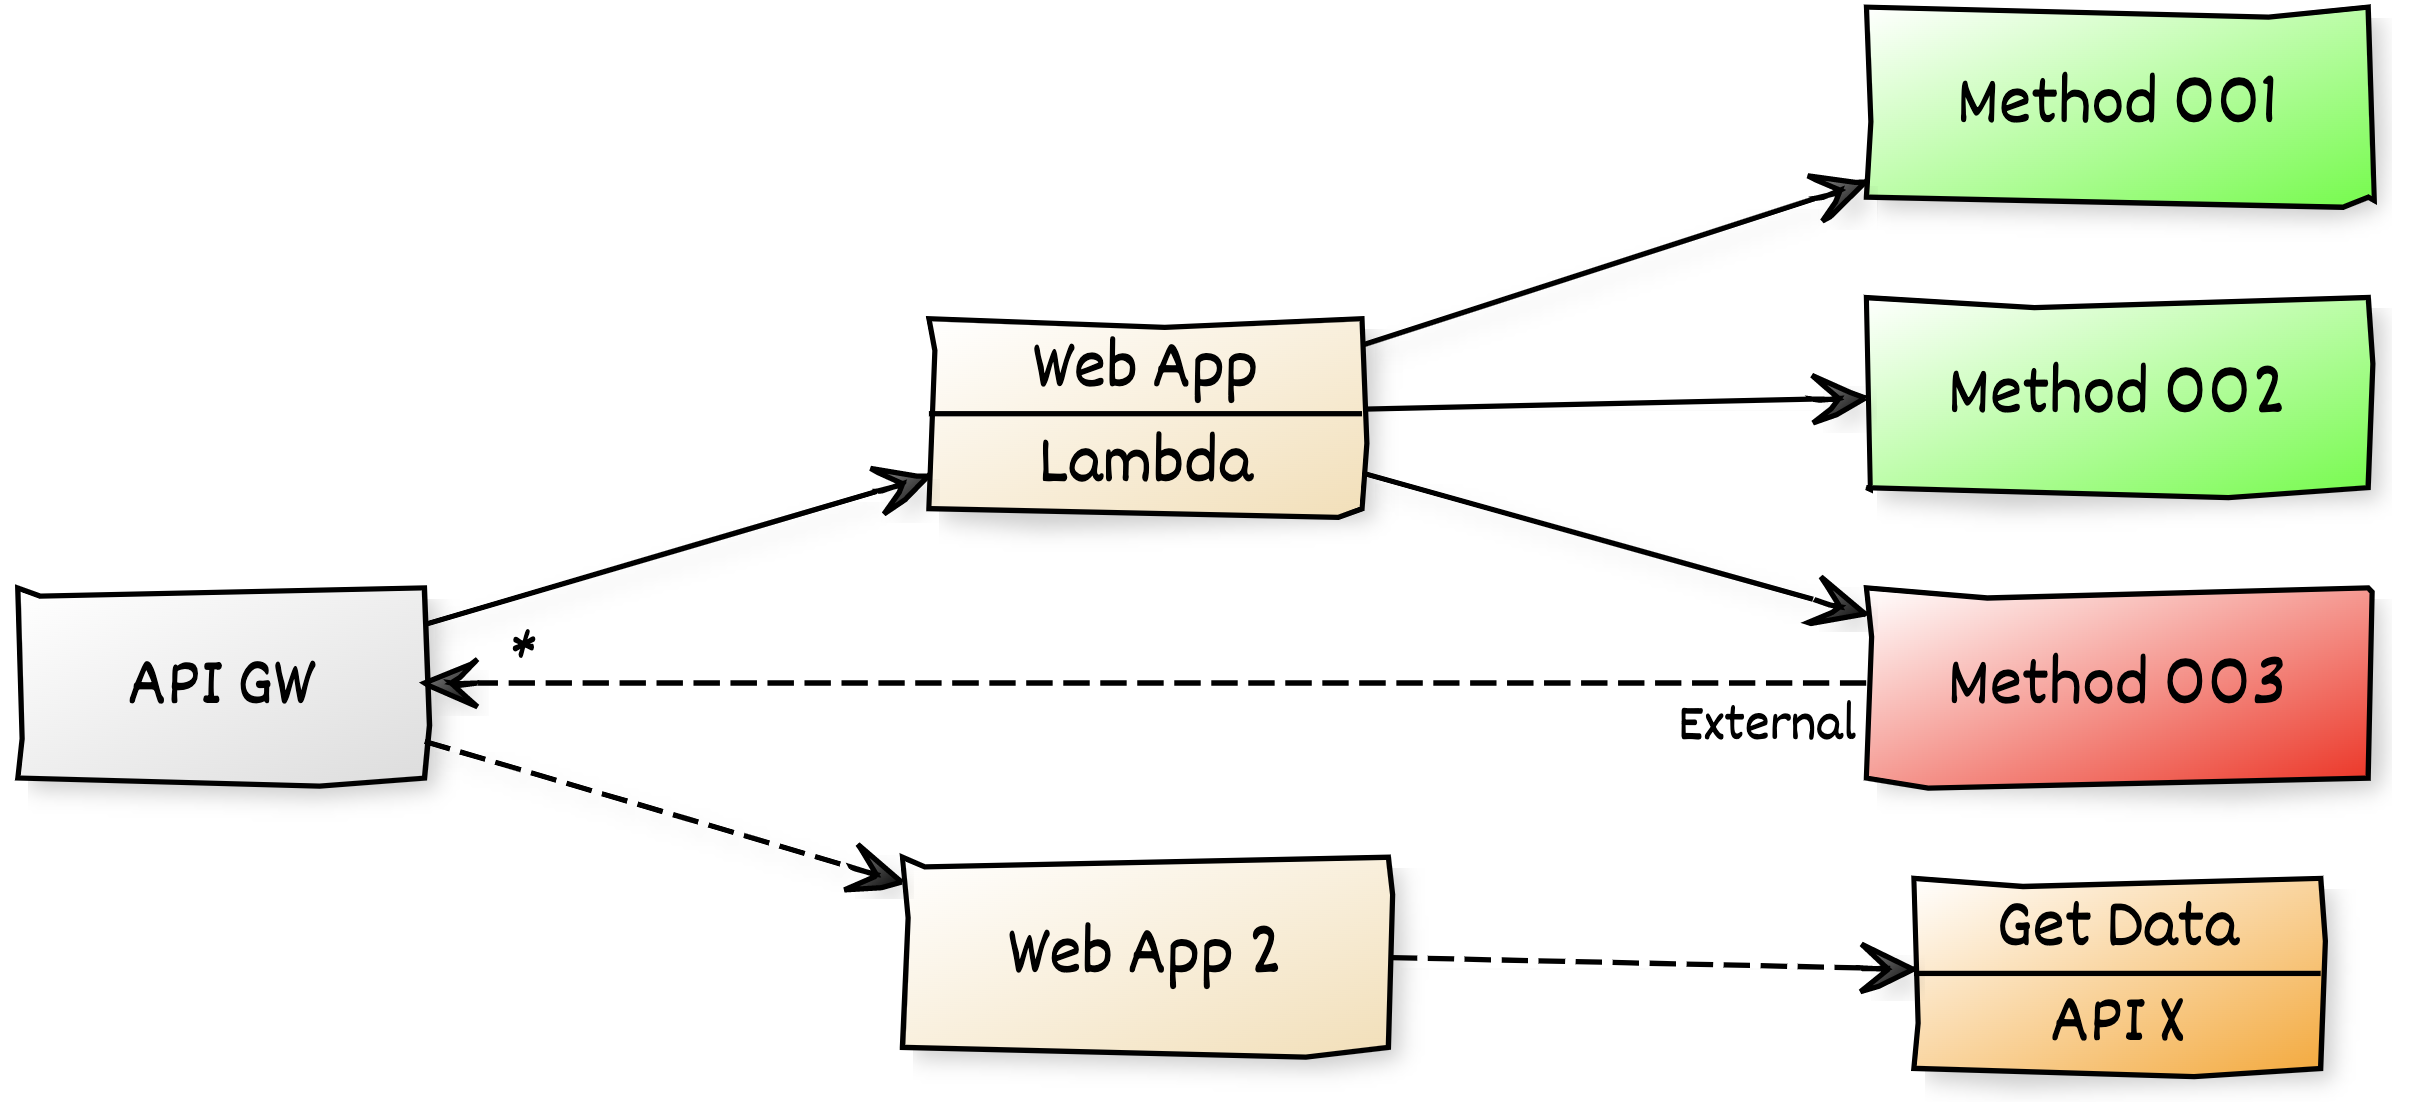 Method 001
Web App
Lambda
Method 002
API GW
*
External
Method 003
Web App 2
Get Data
API X